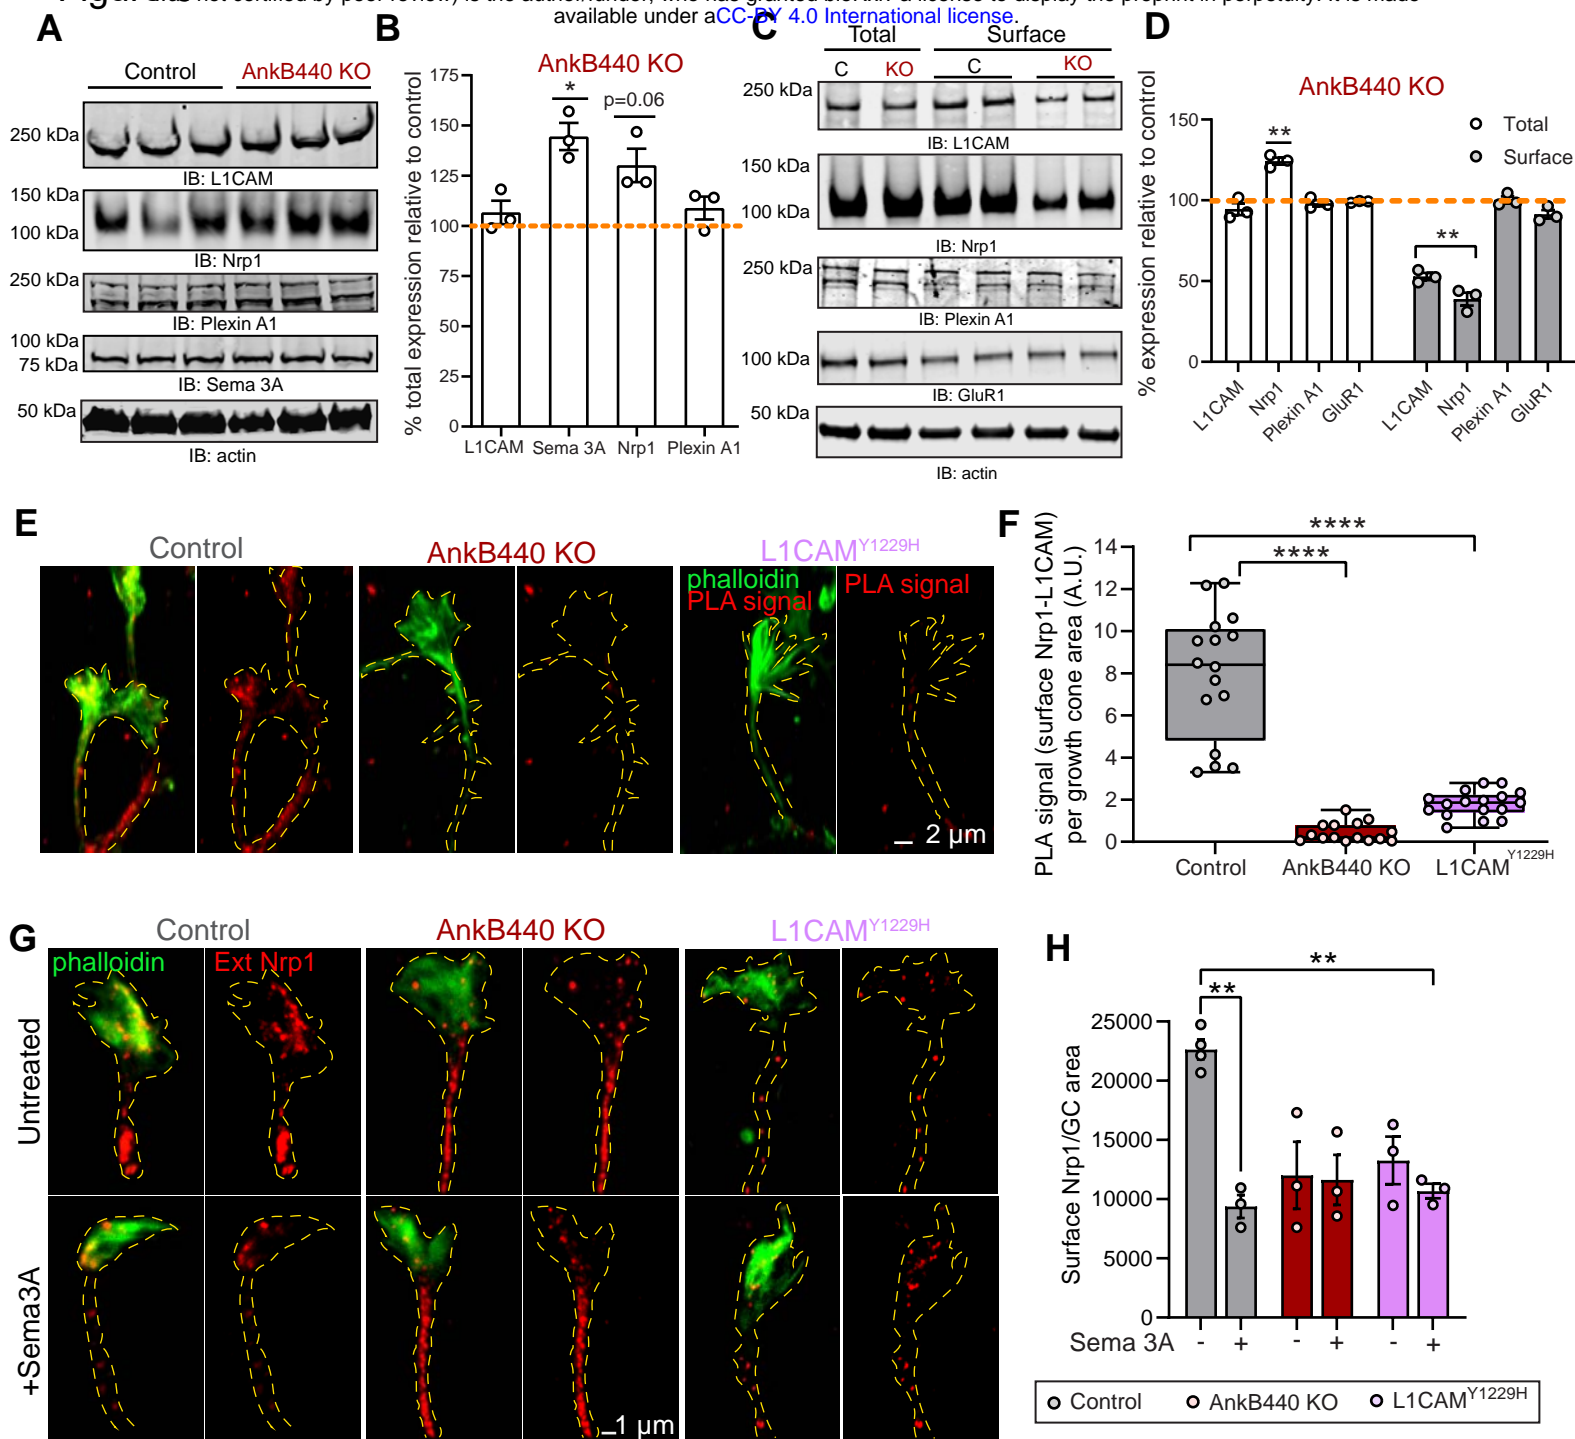 available under aCC-BY 4.0 International license.
A
Control
AnkB440 KO
250 kDa
IB: L1CAM
150 kDa
100 kDa
IB: Nrp1
250 kDa
IB: Plexin A1
100 kDa
75 kDa
IB: Sema 3A
50 kDa
IB: actin
B
AnkB440 KO
% total expression relative to control
175
150
125
100
75
50
25
0
*
p=0.06
L1CAM
Sema 3A
Nrp1
Plexin A1
C
Total
Surface
C
KO
C
KO
250 kDa
IB: L1CAM
150 kDa
100 kDa
IB: Nrp1
250 kDa
IB: Plexin A1
100 kDa
IB: GluR1
50 kDa
IB: actin
D
AnkB440 KO
% expression relative to control
150
100
50
0
**
**
Total
Surface
L1CAM
Nrp1
Plexin A1
GluR1
L1CAM
Nrp1
Plexin A1
GluR1
E
Control
AnkB440 KO
L1CAMY1229H
phalloidin
PLA signal
PLA signal
2 µm
F
PLA signal (surface Nrp1-L1CAM)
per growth cone area (A.U.)
14
12
10
8
6
4
2
0
****
****
Control
AnkB440 KO
L1CAMY1229H
G
Control
AnkB440 KO
L1CAMY1229H
phalloidin
Ext Nrp1
Untreated
+Sema3A
1 µm
H
Surface Nrp1/GC area
25000
20000
15000
10000
5000
0
**
**
Sema 3A - + - + - +
Control
AnkB440 KO
L1CAMY1229H